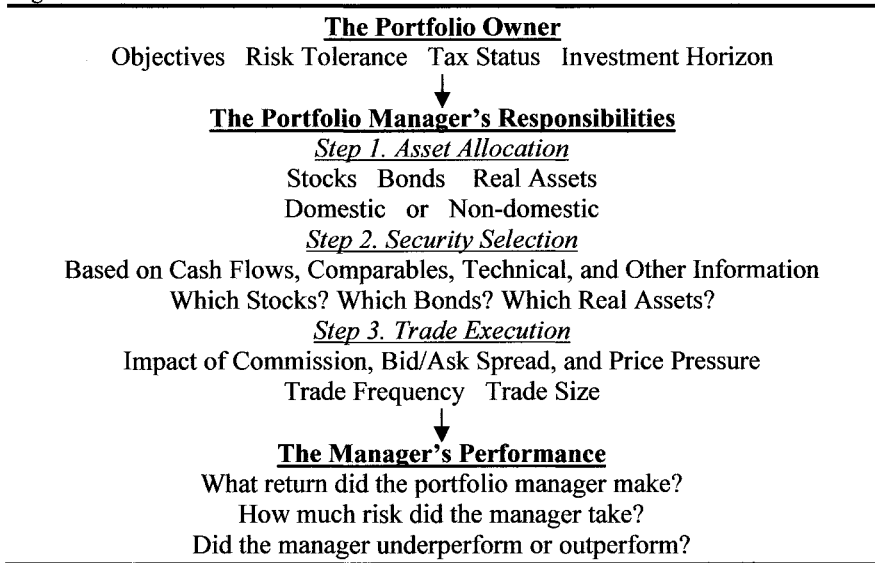 The Portfolio Owner
Objectives Risk Tolerance Tax Status Investment Horizon
The Portfolio Manager's Responsibilities
Step 1. Asset Allocation
Stocks Bonds Real Assets
Domestic or Non-domestic
Step 2. Security Selection
Based on Cash Flows, Comparables, Technical, and Other Information
Which Stocks? Which Bonds? Which Real Assets?
Step 3. Trade Execution
Impact of Commission, Bid/Ask Spread, and Price Pressure
Trade Frequency Trade Size
The Manager's Performance
What return did the portfolio manager make?
How much risk did the manager take?
Did the manager underperform or outperform?